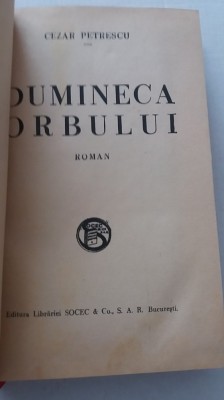 CEZAR PETRESCU
DUMINECA
ORBULUI
ROMAN
Editura Librăriei SOCEC & Co., S. A. R. Bucureşti.